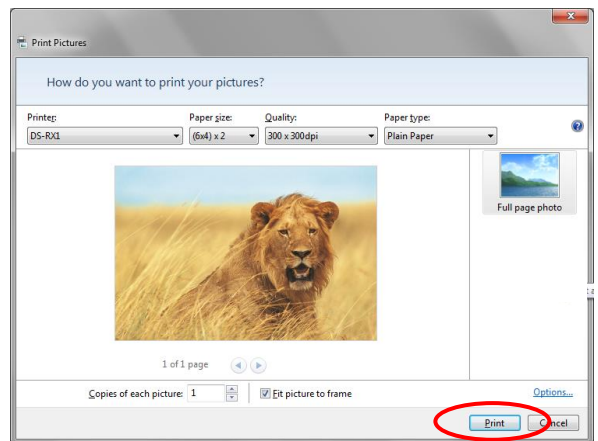 Print Pictures
How do you want to print your pictures?
Printer: Paper size: Quality: Paper type:
DS-RX1 (6x4) x 2 300 x 300dpi Plain Paper
Full page photo
1 of 1 page
Copies of each picture: 1 Fit picture to frame Options...
Print Cancel